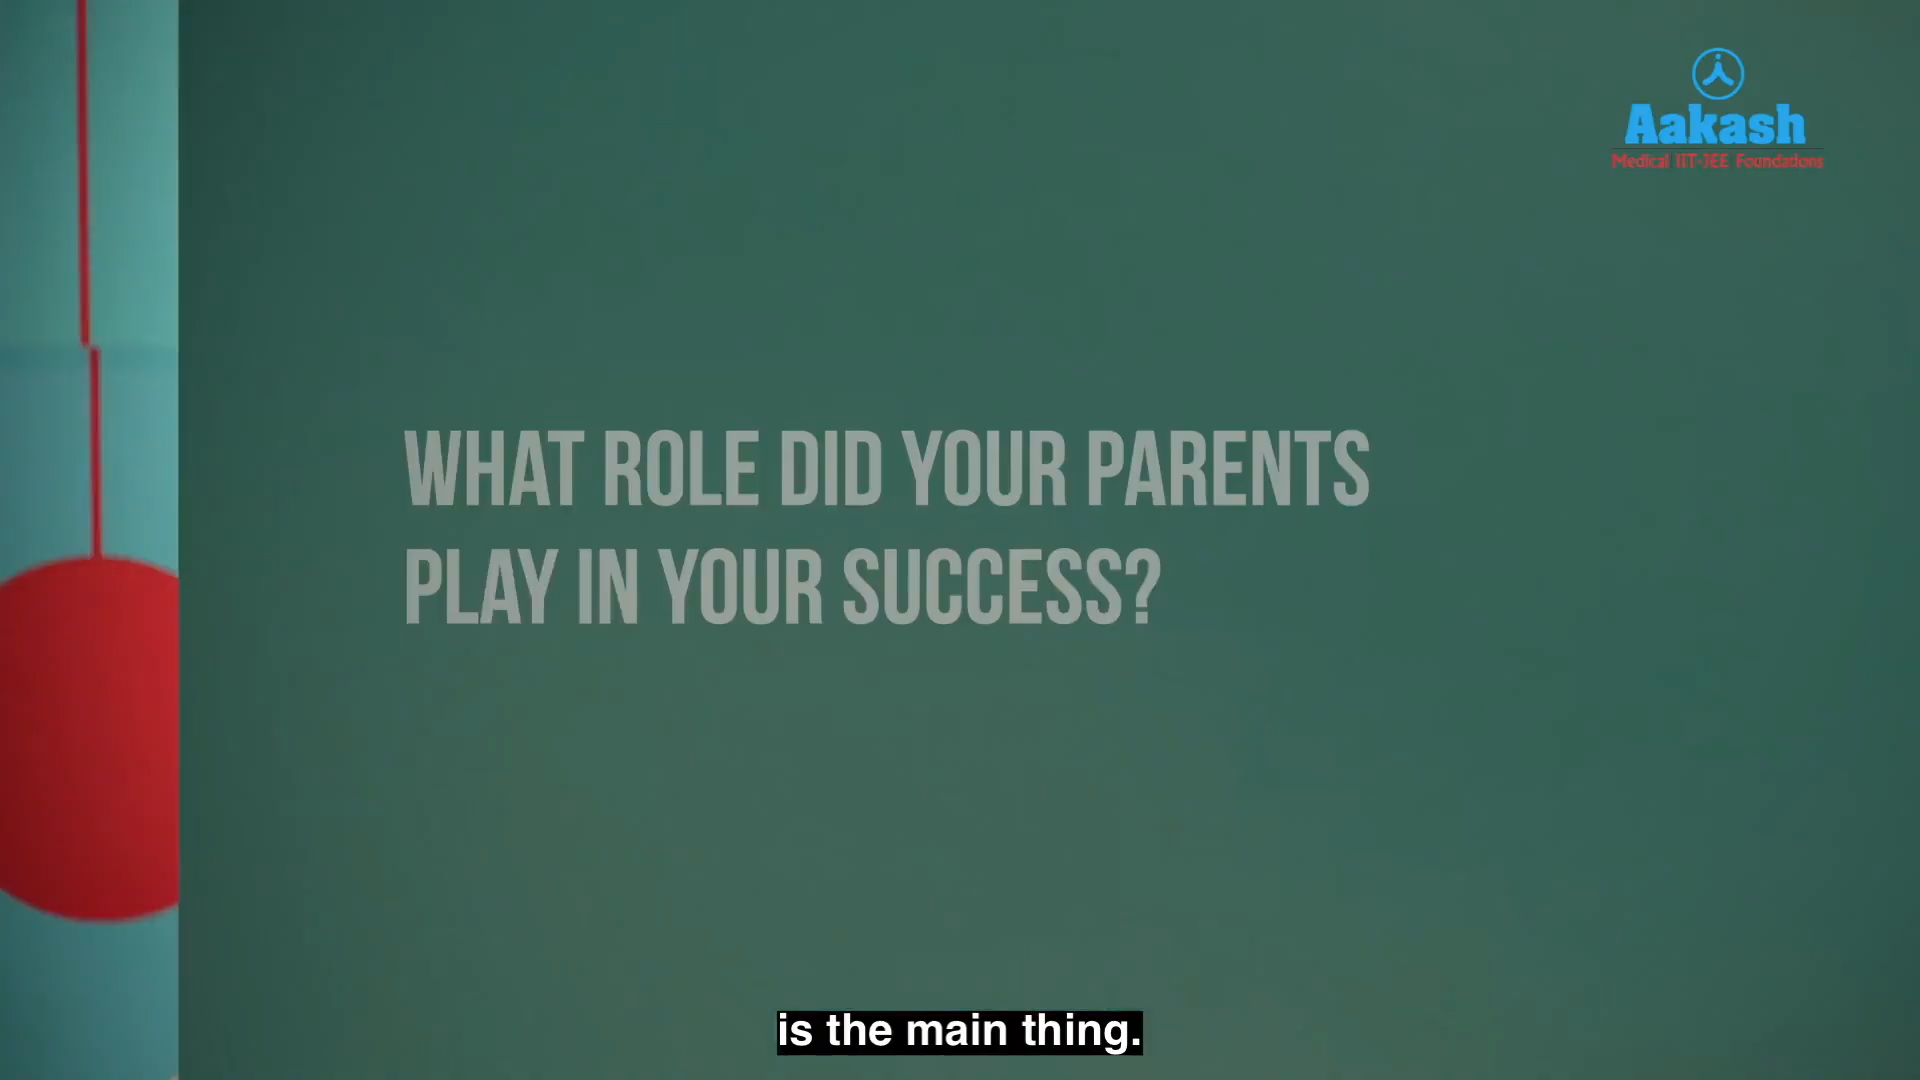 Aakash
Medical IIT-JEE Foundations
WHAT ROLE DID YOUR PARENTS
PLAY IN YOUR SUCCESS?
is the main thing.